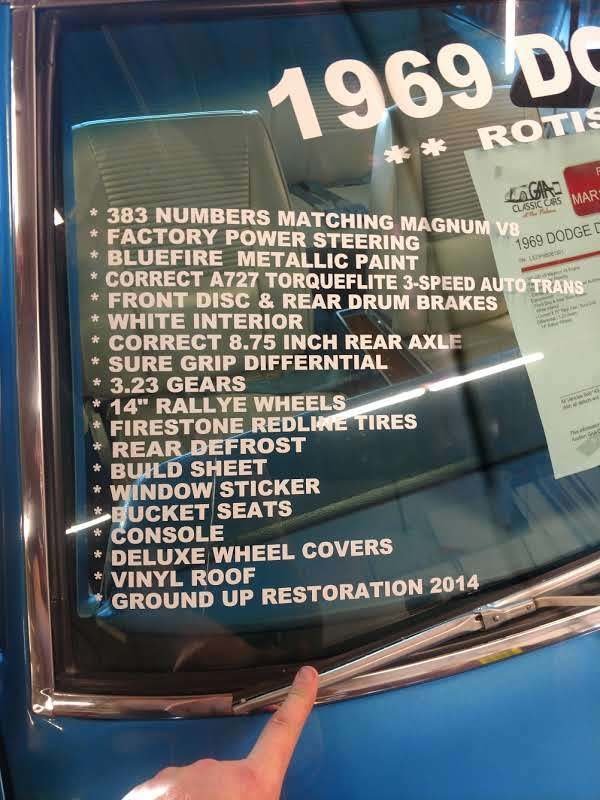 1969 DO
** ROTIS
* 383 NUMBERS MATCHING MAGNUM V8
* FACTORY POWER STEERING
* BLUEFIRE METALLIC PAINT
* CORRECT A727 TORQUEFLITE 3-SPEED AUTO TRANS
* FRONT DISC & REAR DRUM BRAKES
* WHITE INTERIOR
* CORRECT 8.75 INCH REAR AXLE
* SURE GRIP DIFFERNTIAL
* 3.23 GEARS
* 14" RALLYE WHEELS
* FIRESTONE REDLINE TIRES
* REAR DEFROST
* BUILD SHEET
* WINDOW STICKER
* BUCKET SEATS
* CONSOLE
* DELUXE WHEEL COVERS
* VINYL ROOF
* GROUND UP RESTORATION 2014
GAA
CLASSIC CARS
MAR
1969 DODGE D